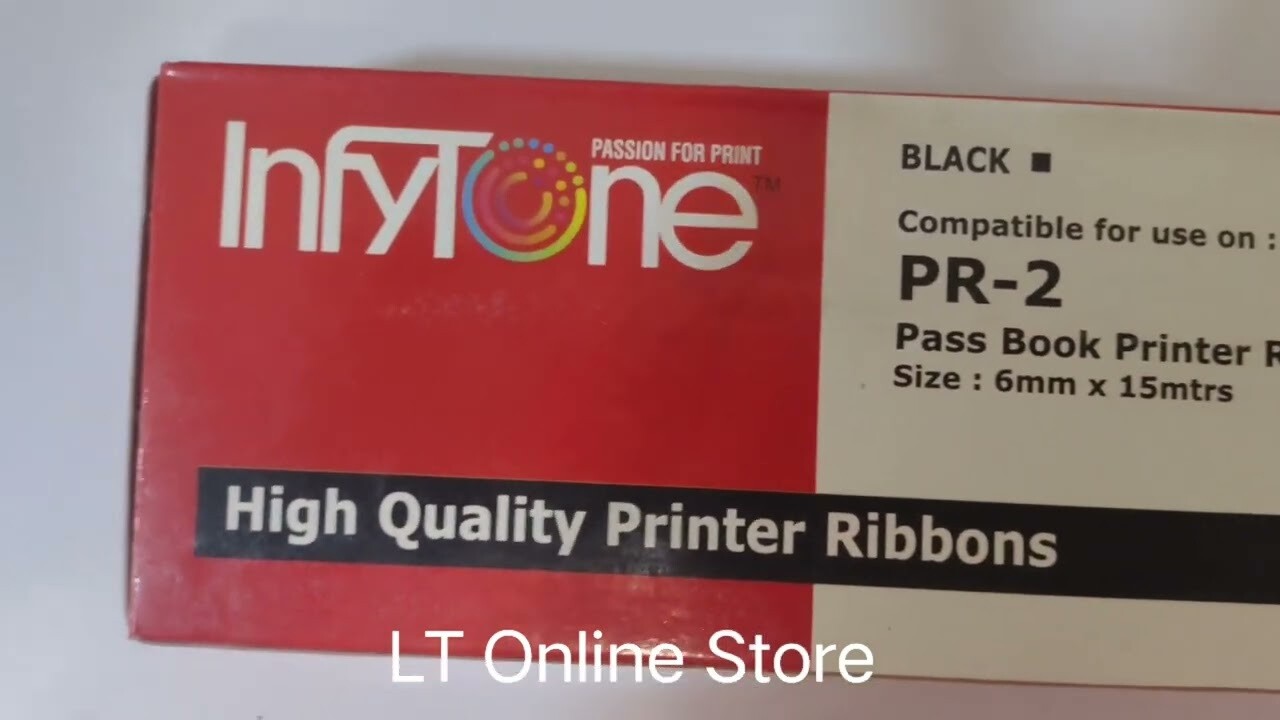 InfyTone
PASSION FOR PRINT
TM
BLACK ■
Compatible for use on :
PR-2
Pass Book Printer R
Size : 6mm x 15mtrs
High Quality Printer Ribbons
LT Online Store